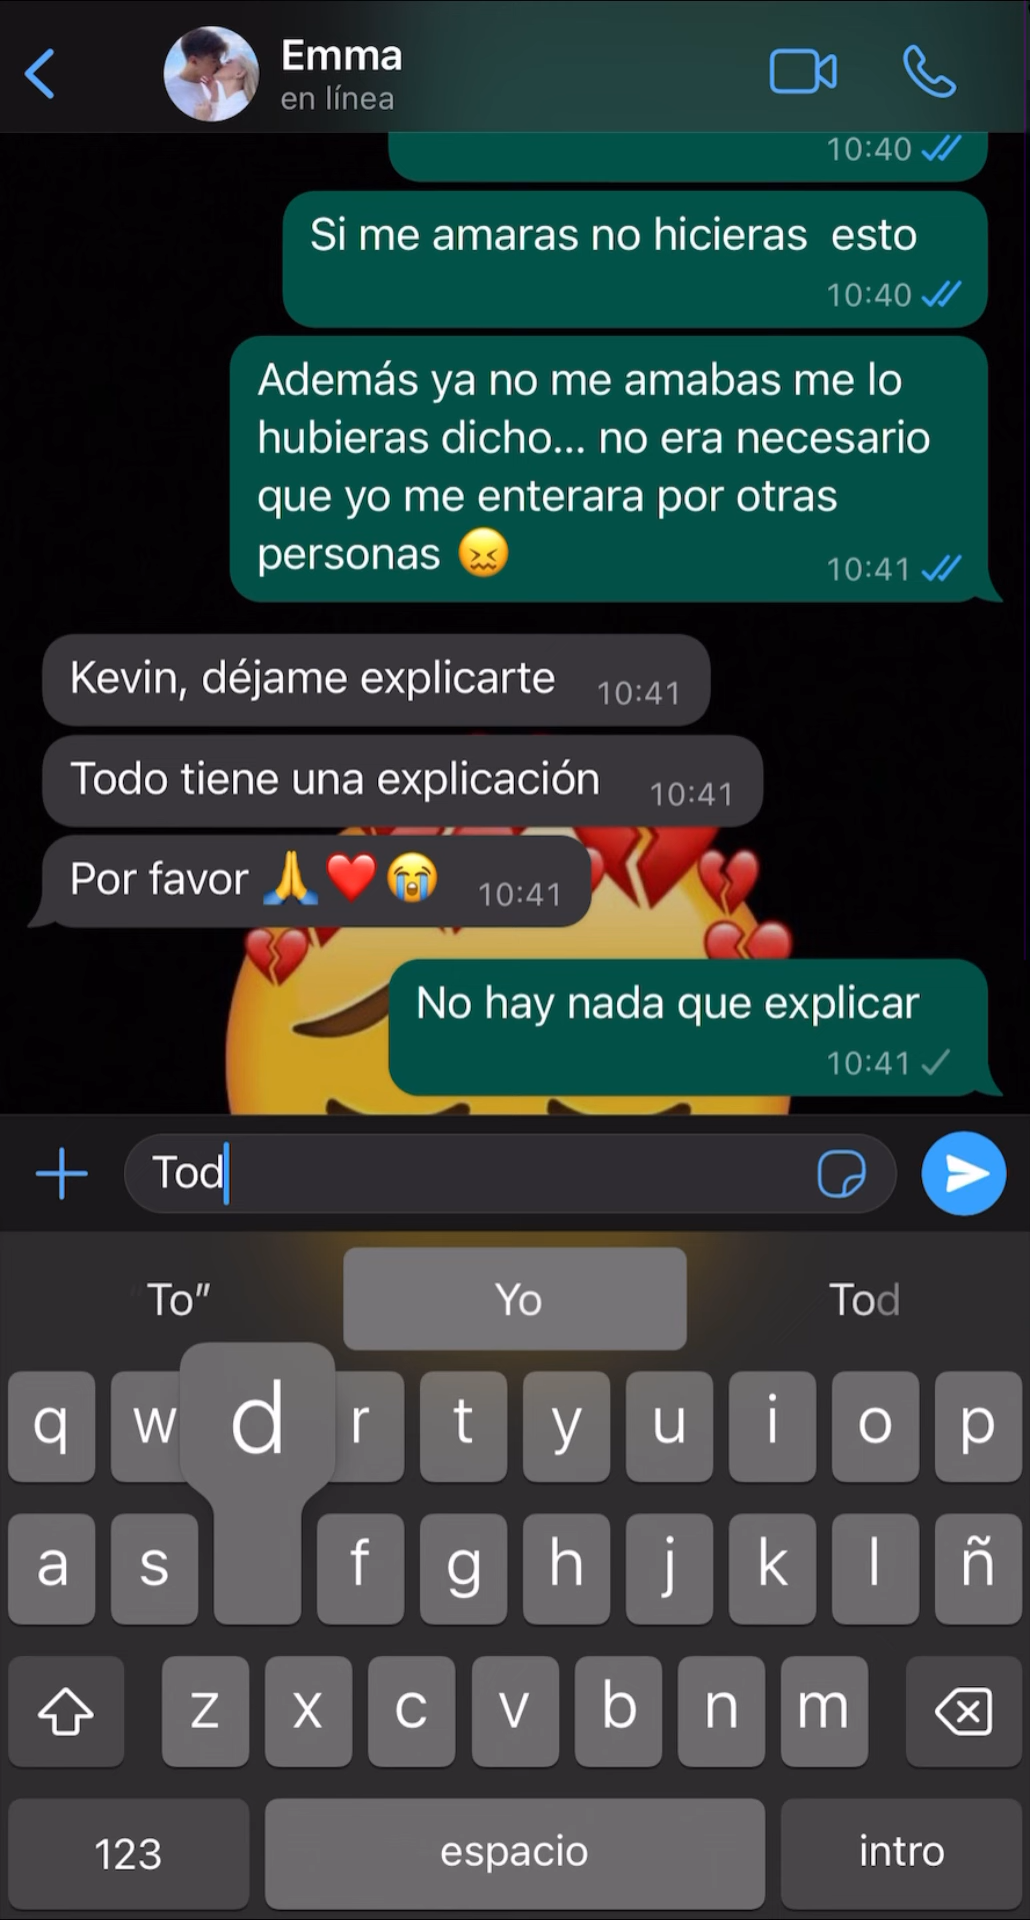 Emma
en línea
10:40
Si me amaras no hicieras esto
10:40
Además ya no me amabas me lo
hubieras dicho... no era necesario
que yo me enterara por otras
personas 😖
10:41
Kevin, déjame explicarte 10:41
Todo tiene una explicación 10:41
Por favor 🙏❤️😭 10:41
No hay nada que explicar
10:41
Tod
"To" Yo Tod
q w d r t y u i o p
a s f g h j k l ñ
z x c v b n m
123 espacio intro